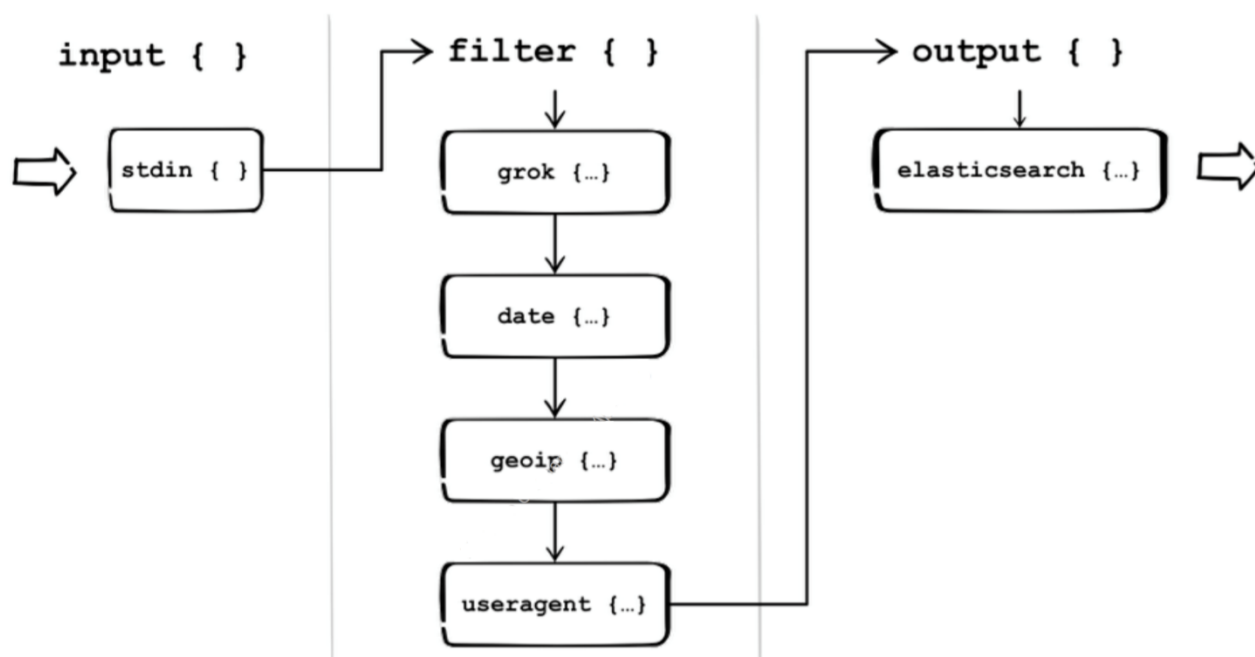 input { }
stdin { }
filter { }
grok {…}
date {…}
geoip {…}
useragent {…}
output { }
elasticsearch {…}